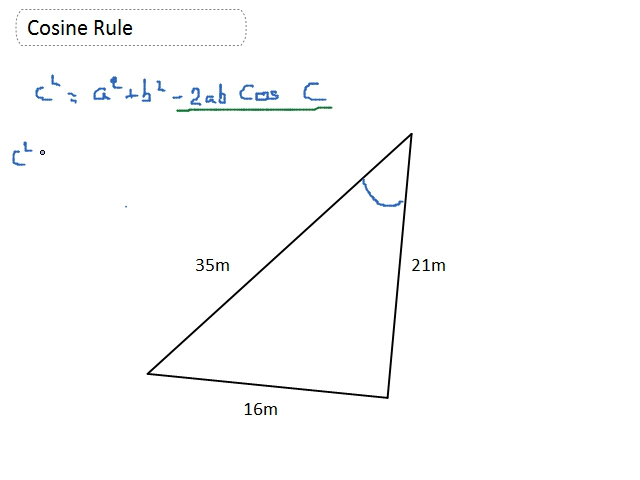 Cosine Rule
c² = a² + b² - 2ab Cos C
c²
35m
21m
16m